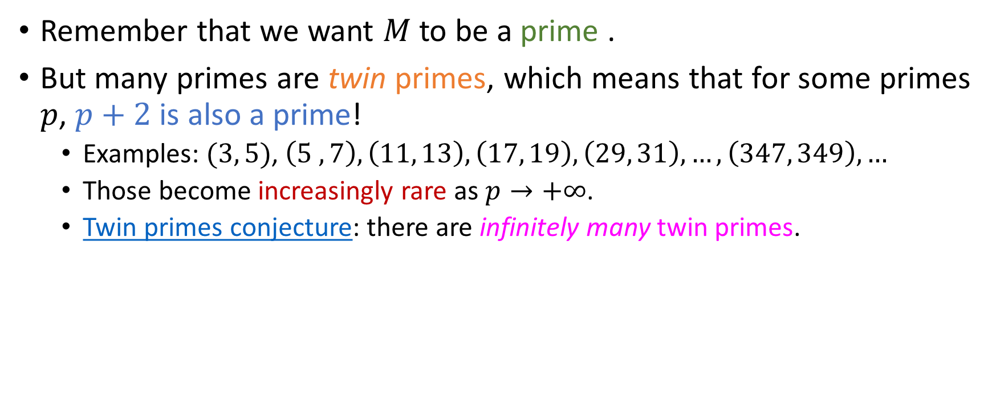 • Remember that we want M to be a prime .
• But many primes are twin primes, which means that for some primes
p, p + 2 is also a prime!
• Examples: (3, 5), (5 , 7), (11, 13), (17, 19), (29, 31), … , (347, 349), …
• Those become increasingly rare as p → +∞.
• Twin primes conjecture: there are infinitely many twin primes.